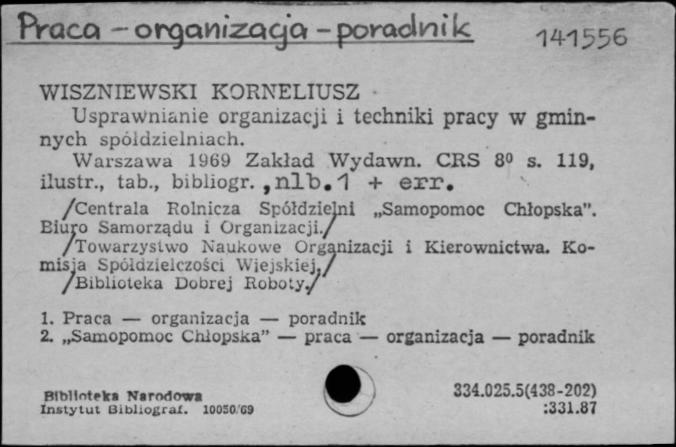 Praca – organizacja – poradnik
141556
WISZNIEWSKI KORNELIUSZ
Usprawnianie organizacji i techniki pracy w gmin-
nych spółdzielniach.
Warszawa 1969 Zakład Wydawn. CRS 8⁰ s. 119,
ilustr., tab., bibliogr. , nlb. 1 + err.
/Centrala Rolnicza Spółdzielni „Samopomoc Chłopska”.
Biuro Samorządu i Organizacji./
/Towarzystwo Naukowe Organizacji i Kierownictwa. Ko-
misja Spółdzielczości Wiejskiej./
/Biblioteka Dobrej Roboty./
1. Praca — organizacja — poradnik
2. „Samopomoc Chłopska” — praca — organizacja — poradnik
Biblioteka Narodowa
Instytut Bibliograf. 10050/69
334.025.5(438-202)
:331.87